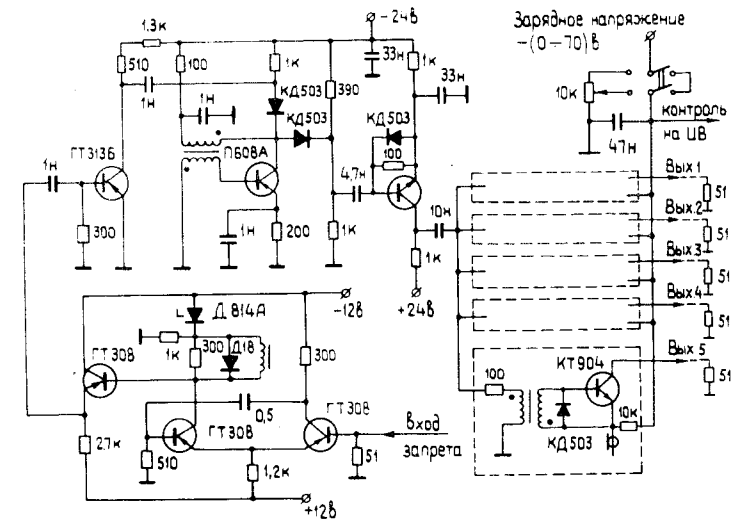 −24в
Зарядное напряжение
−(0−70)в
1.3к
510
100
1к
33н
1к
33н
1н
КД503
390
КД503
КД503
10к
1н
контроль
на ЦВ
47н
ГТ313Б
П608А
100
4,7н
1н
Вых 1
51
300
10н
Вых.2
51
1н
200
1к
1к
Вых 3
51
+24в
Вых 4
51
−12в
Д 814А
L
1к
300
Д18
300
Вых 5
51
ГТ308
КТ904
100
0,5
ГТ308
10к
ГТ308
вход
запрета
КД503
2.7к
510
1,2к
51
+12в